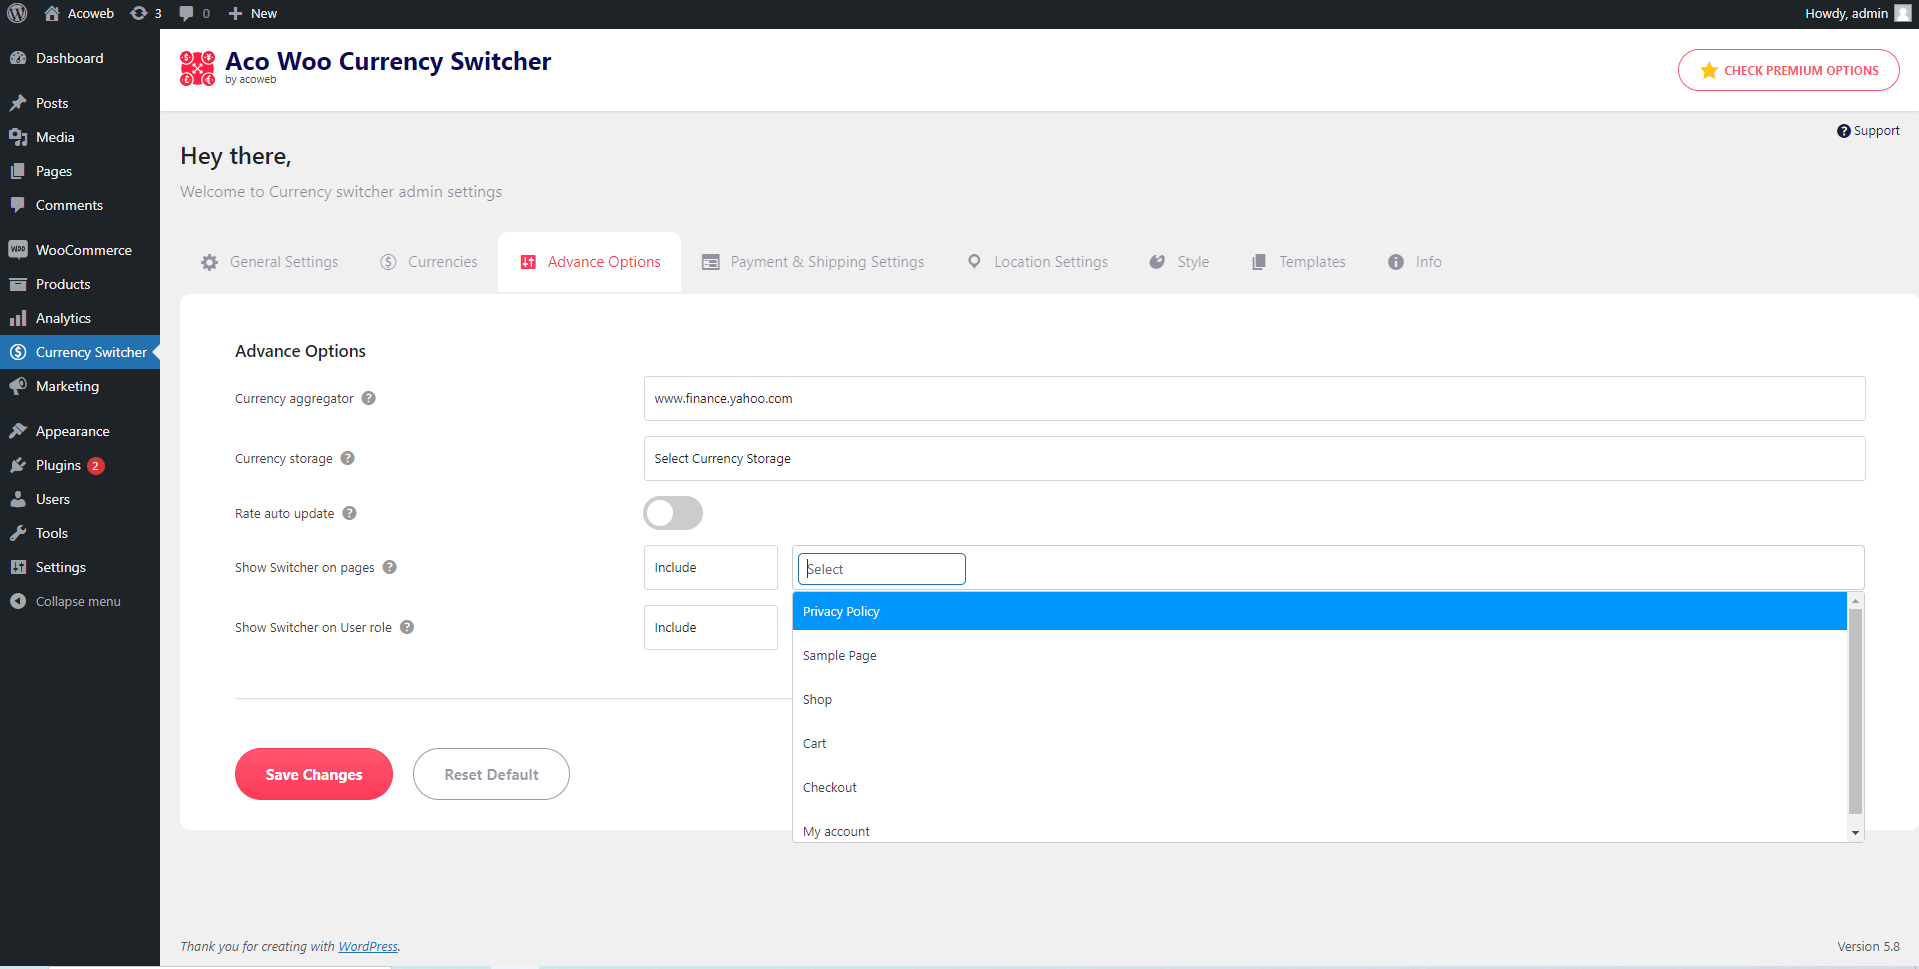 Acoweb 3 0 New Howdy, admin
Dashboard
Posts
Media
Pages
Comments
WooCommerce
Products
Analytics
Currency Switcher
Marketing
Appearance
Plugins 2
Users
Tools
Settings
Collapse menu
Aco Woo Currency Switcher
by acoweb
CHECK PREMIUM OPTIONS
Support
Hey there,
Welcome to Currency switcher admin settings
General Settings Currencies Advance Options Payment & Shipping Settings Location Settings Style Templates Info
Advance Options
Currency aggregator ? www.finance.yahoo.com
Currency storage ? Select Currency Storage
Rate auto update ?
Show Switcher on pages ? Include Select
Privacy Policy
Show Switcher on User role ? Include
Sample Page
Shop
Cart
Checkout
My account
Save Changes Reset Default
Thank you for creating with WordPress. Version 5.8